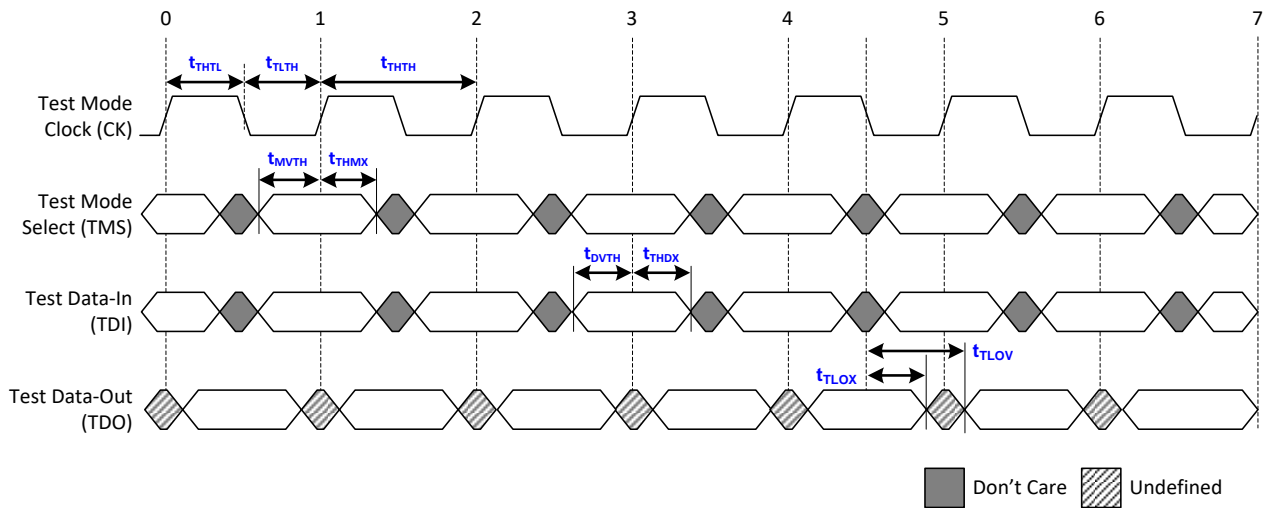 0 1 2 3 4 5 6 7
tTHTL tTLTH tTHTH
Test Mode
Clock (CK)
tMVTH tTHMX
Test Mode
Select (TMS)
tDVTH tTHDX
Test Data-In
(TDI)
tTLOV
tTLOX
Test Data-Out
(TDO)
Don't Care Undefined